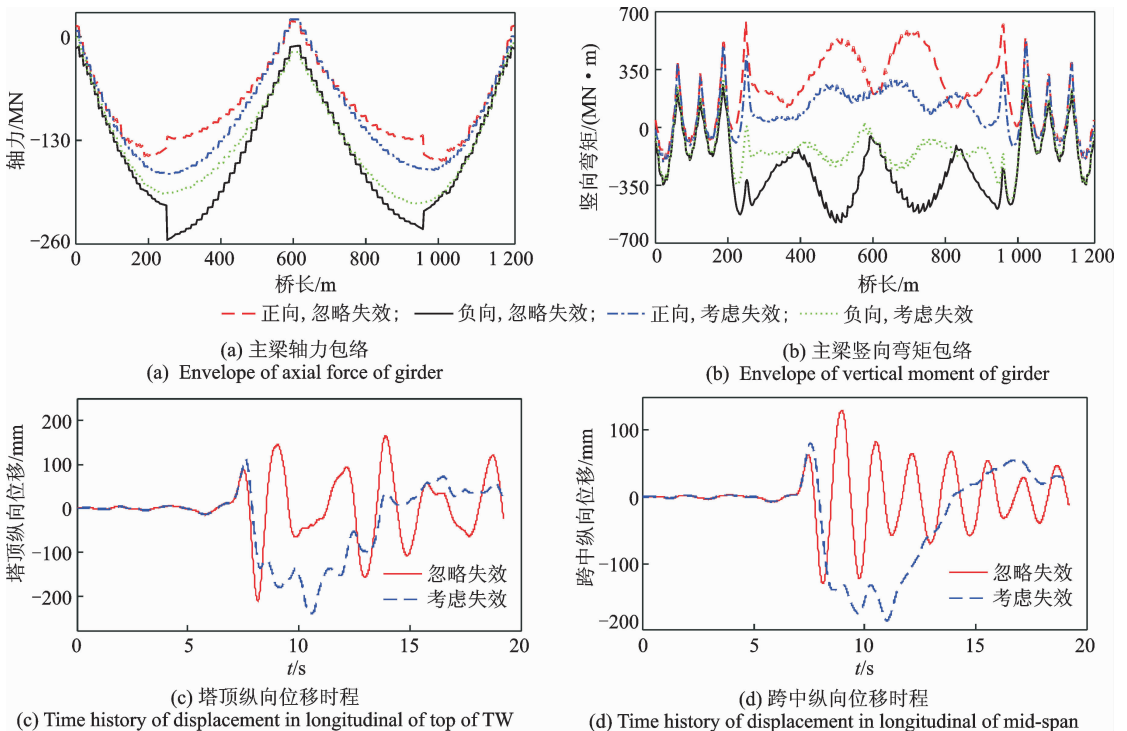 0
−130
−260
轴力/MN
0
200
400
600
800
1 000
1 200
桥长/m
700
350
0
−350
−700
竖向弯矩/(MN·m)
0
200
400
600
800
1 000
1 200
桥长/m
正向,忽略失效;
负向,忽略失效;
正向,考虑失效;
负向,考虑失效
(a) 主梁轴力包络
(a) Envelope of axial force of girder
(b) 主梁竖向弯矩包络
(b) Envelope of vertical moment of girder
200
100
0
−100
−200
塔顶纵向位移/mm
忽略失效
考虑失效
0
5
10
15
20
t/s
(c) 塔顶纵向位移时程
(c) Time history of displacement in longitudinal of top of TW
100
0
−100
−200
跨中纵向位移/mm
忽略失效
考虑失效
0
5
10
15
20
t/s
(d) 跨中纵向位移时程
(d) Time history of displacement in longitudinal of mid-span